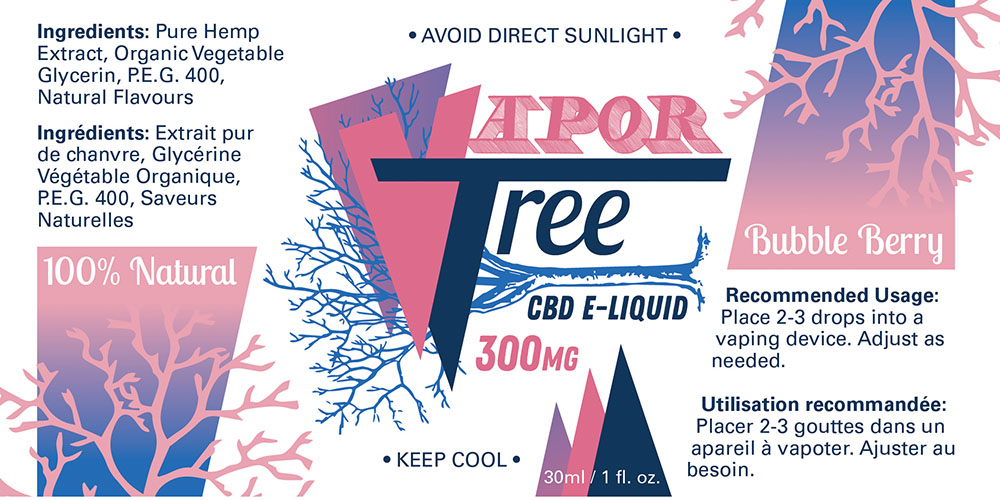 Ingredients: Pure Hemp
Extract, Organic Vegetable
Glycerin, P.E.G. 400,
Natural Flavours
Ingrédients: Extrait pur
de chanvre, Glycérine
Végétable Organique,
P.E.G. 400, Saveurs
Naturelles
100% Natural
• AVOID DIRECT SUNLIGHT •
VAPOR
Tree
CBD E-LIQUID
300MG
• KEEP COOL •
30ml / 1 fl. oz.
Bubble Berry
Recommended Usage:
Place 2-3 drops into a
vaping device. Adjust as
needed.
Utilisation recommandée:
Placer 2-3 gouttes dans un
apareil à vapoter. Ajuster au
besoin.